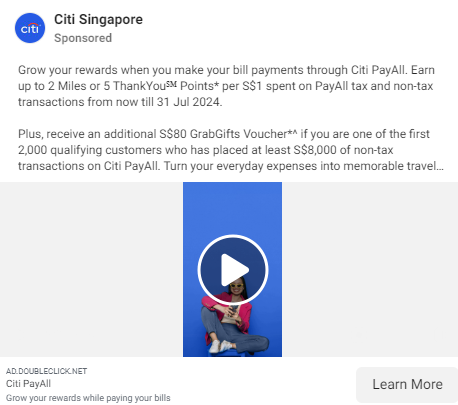 citi
Citi Singapore
Sponsored
Grow your rewards when you make your bill payments through Citi PayAll. Earn
up to 2 Miles or 5 ThankYou℠ Points* per S$1 spent on PayAll tax and non-tax
transactions from now till 31 Jul 2024.
Plus, receive an additional S$80 GrabGifts Voucher*^ if you are one of the first
2,000 qualifying customers who has placed at least S$8,000 of non-tax
transactions on Citi PayAll. Turn your everyday expenses into memorable travel...
AD.DOUBLECLICK.NET
Citi PayAll
Grow your rewards while paying your bills
Learn More